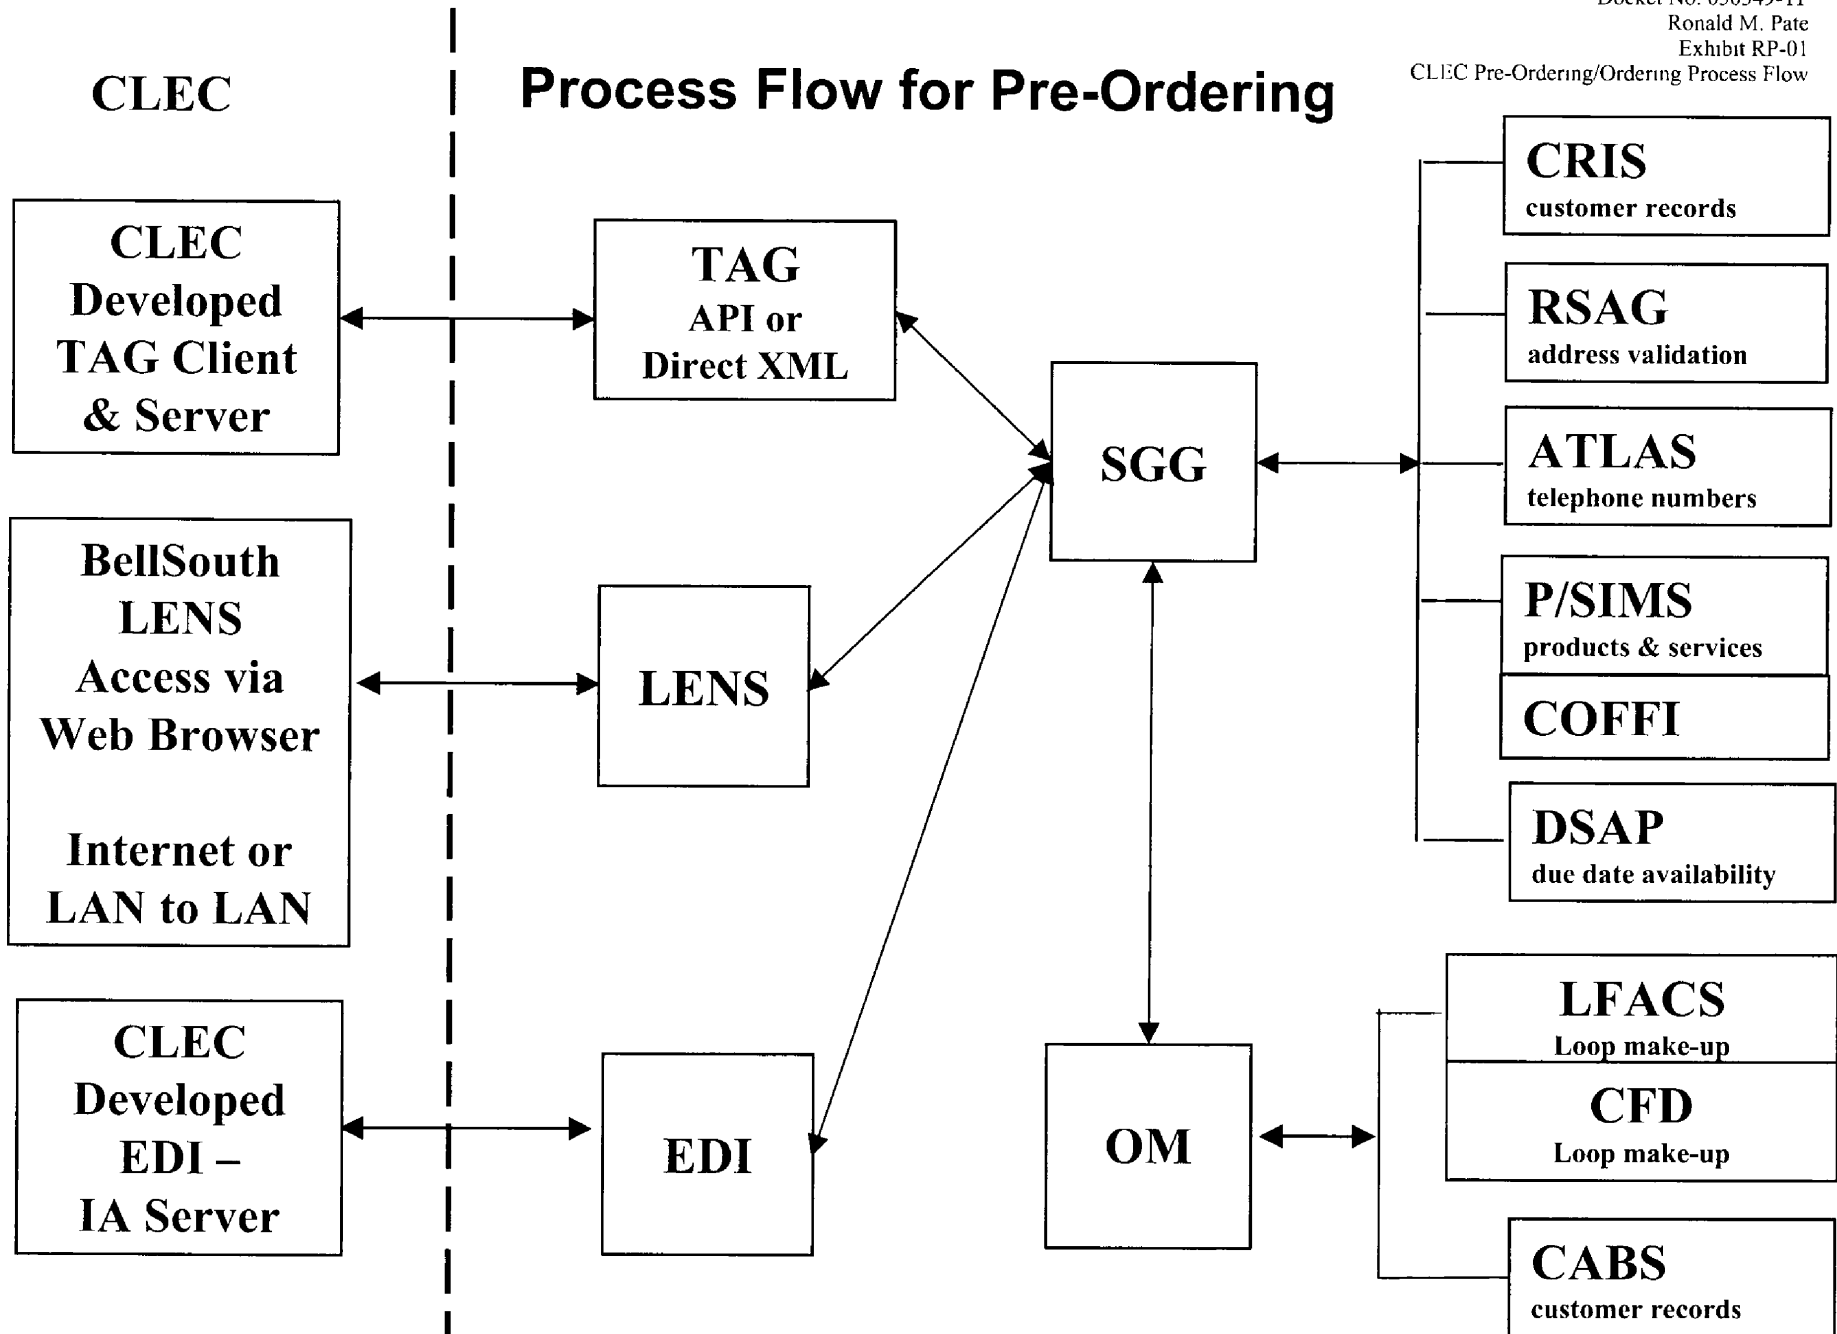 Ronald M. Pate
Exhibit RP-01
CLEC Pre-Ordering/Ordering Process Flow
CLEC
Process Flow for Pre-Ordering
CLEC
Developed
TAG Client
& Server
BellSouth
LENS
Access via
Web Browser
Internet or
LAN to LAN
CLEC
Developed
EDI –
IA Server
TAG
API or
Direct XML
LENS
EDI
SGG
OM
CRIS
customer records
RSAG
address validation
ATLAS
telephone numbers
P/SIMS
products & services
COFFI
DSAP
due date availability
LFACS
Loop make-up
CFD
Loop make-up
CABS
customer records